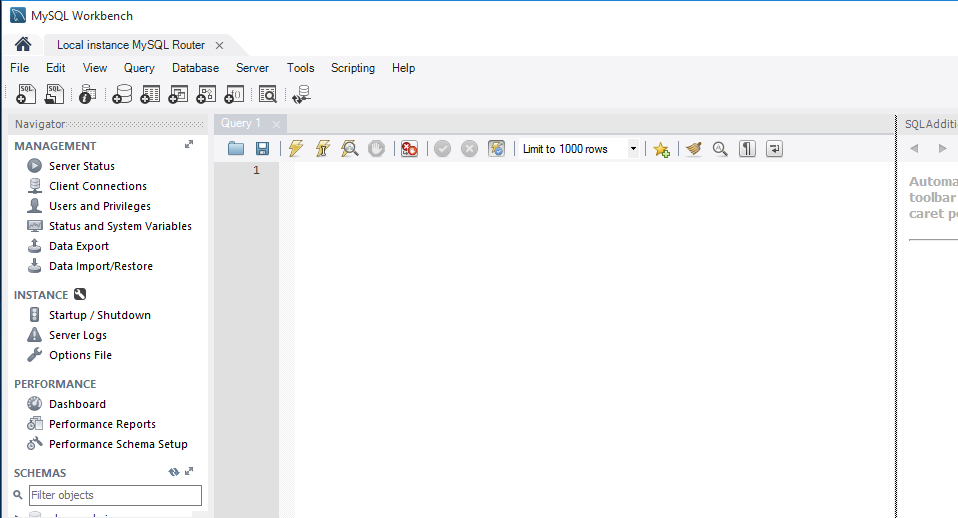 MySQL Workbench
Local instance MySQL Router
File Edit View Query Database Server Tools Scripting Help
Navigator
Query 1
SQLAdditi
MANAGEMENT
Server Status
Client Connections
Users and Privileges
Status and System Variables
Data Export
Data Import/Restore
INSTANCE
Startup / Shutdown
Server Logs
Options File
PERFORMANCE
Dashboard
Performance Reports
Performance Schema Setup
SCHEMAS
Filter objects
Limit to 1000 rows
1
Automa
toolbar
caret p